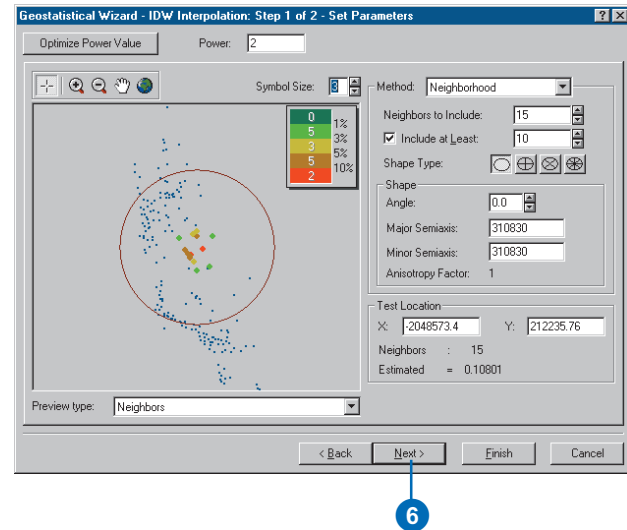 Geostatistical Wizard - IDW Interpolation: Step 1 of 2 - Set Parameters
Optimize Power Value
Power: 2
Symbol Size: 3
0
5
3
5
2
1%
3%
5%
10%
Method: Neighborhood
Neighbors to Include: 15
Include at Least: 10
Shape Type:
Shape
Angle: 0.0
Major Semiaxis: 310830
Minor Semiaxis: 310830
Anisotropy Factor: 1
Test Location
X: -2048573.4 Y: 212235.76
Neighbors : 15
Estimated = 0.10801
Preview type: Neighbors
< Back Next > Finish Cancel
6